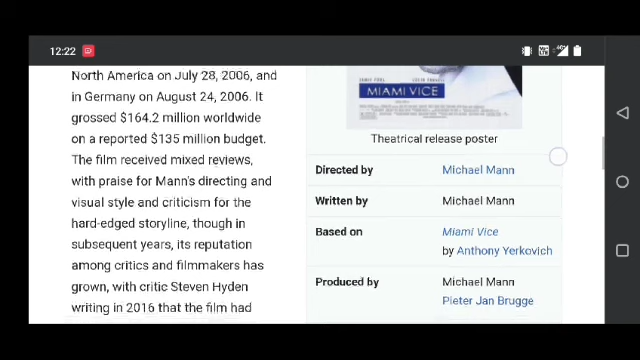 12:22
North America on July 28, 2006, and
in Germany on August 24, 2006. It
grossed $164.2 million worldwide
on a reported $135 million budget.
The film received mixed reviews,
with praise for Mann's directing and
visual style and criticism for the
hard-edged storyline, though in
subsequent years, its reputation
among critics and filmmakers has
grown, with critic Steven Hyden
writing in 2016 that the film had
MIAMI VICE
Theatrical release poster
Directed by Michael Mann
Written by Michael Mann
Based on Miami Vice
by Anthony Yerkovich
Produced by Michael Mann
Pieter Jan Brugge